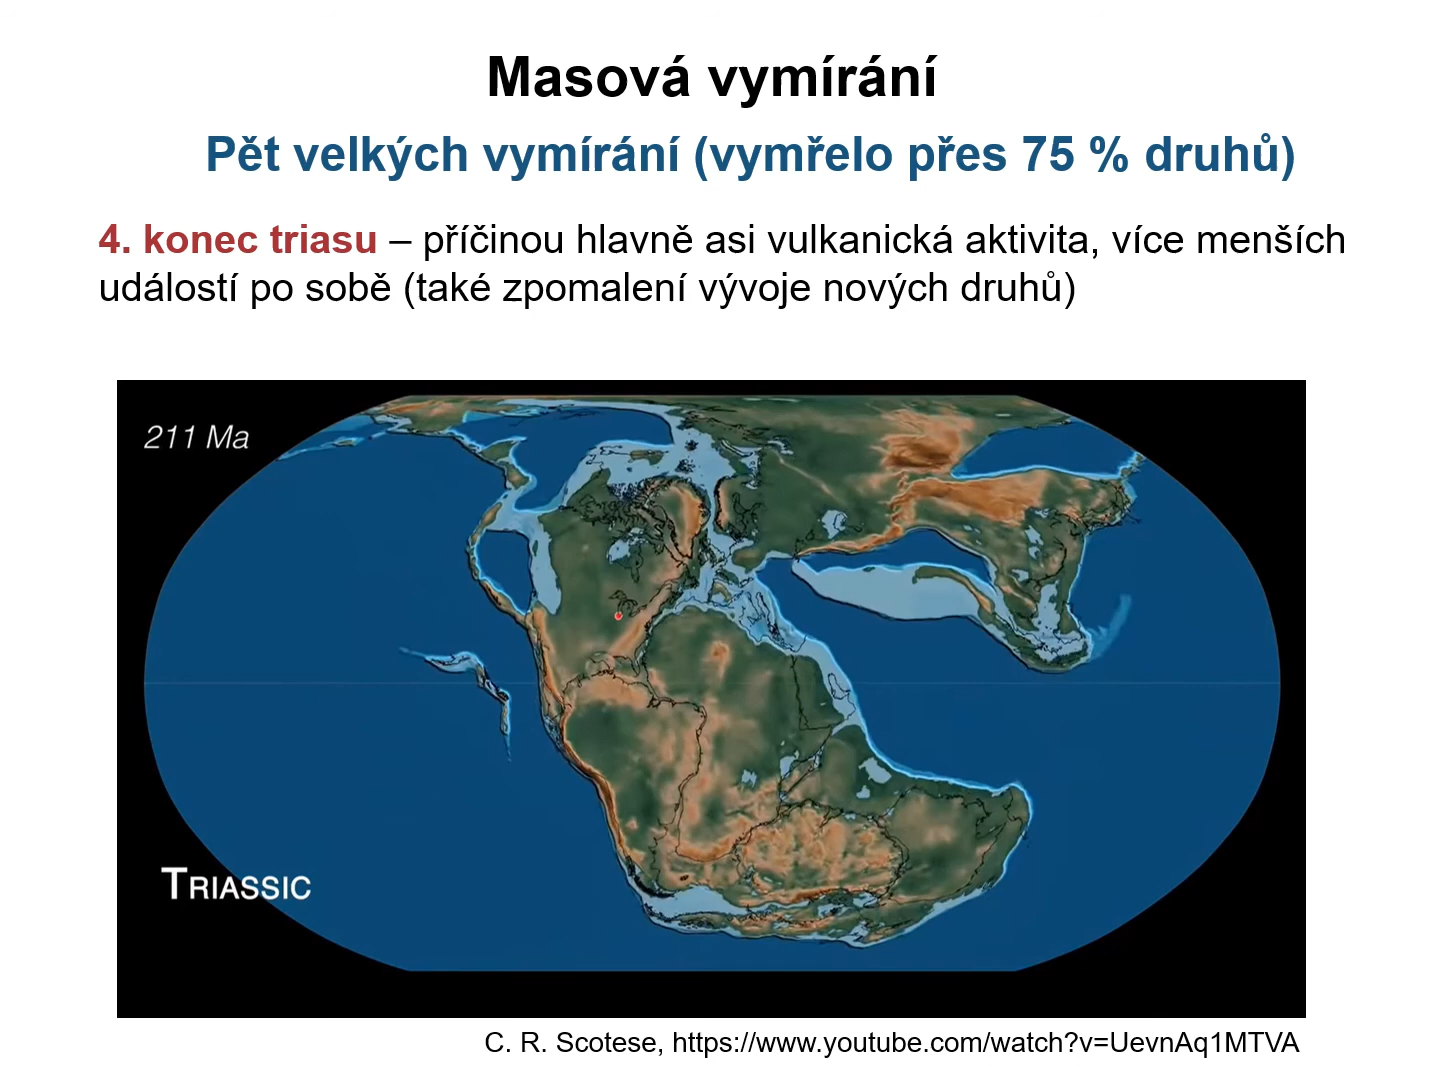 Masová vymírání
Pět velkých vymírání (vymřelo přes 75 % druhů)
4. konec triasu – příčinou hlavně asi vulkanická aktivita, více menších
událostí po sobě (také zpomalení vývoje nových druhů)
211 Ma
TRIASSIC
C. R. Scotese, https://www.youtube.com/watch?v=UevnAq1MTVA